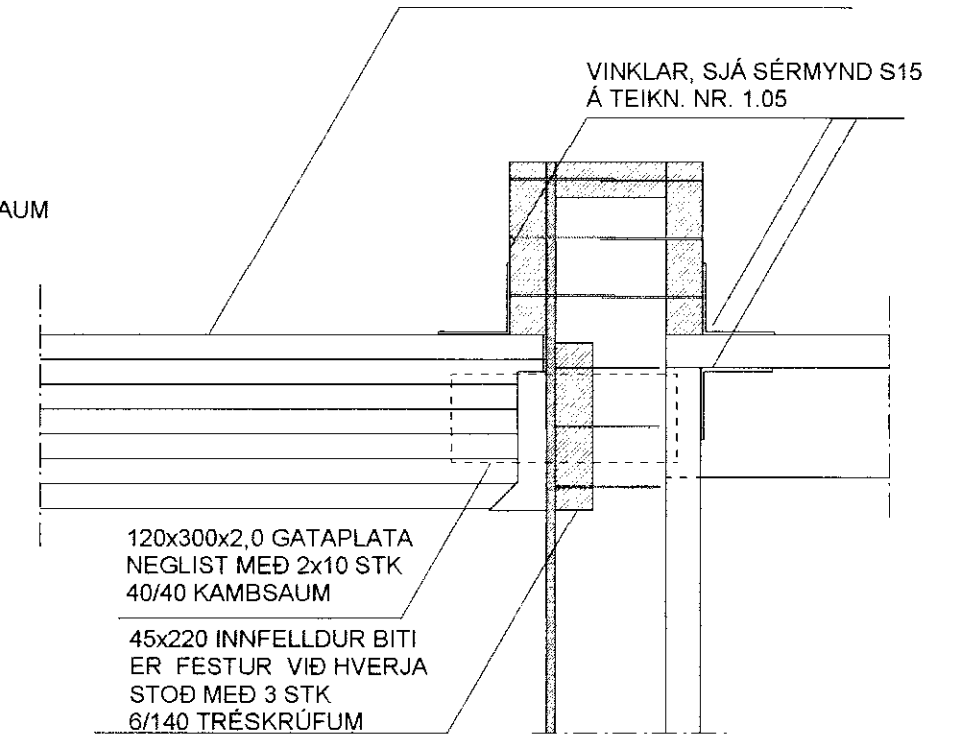 VINKLAR, SJÁ SÉRMYND S15
Á TEIKN. NR. 1.05
AUM
120x300x2,0 GATAPLATA
NEGLIST MEÐ 2x10 STK
40/40 KAMBSAUM
45x220 INNFELLDUR BITI
ER FESTUR VIÐ HVERJA
STOÐ MEÐ 3 STK
6/140 TRÉSKRÚFUM